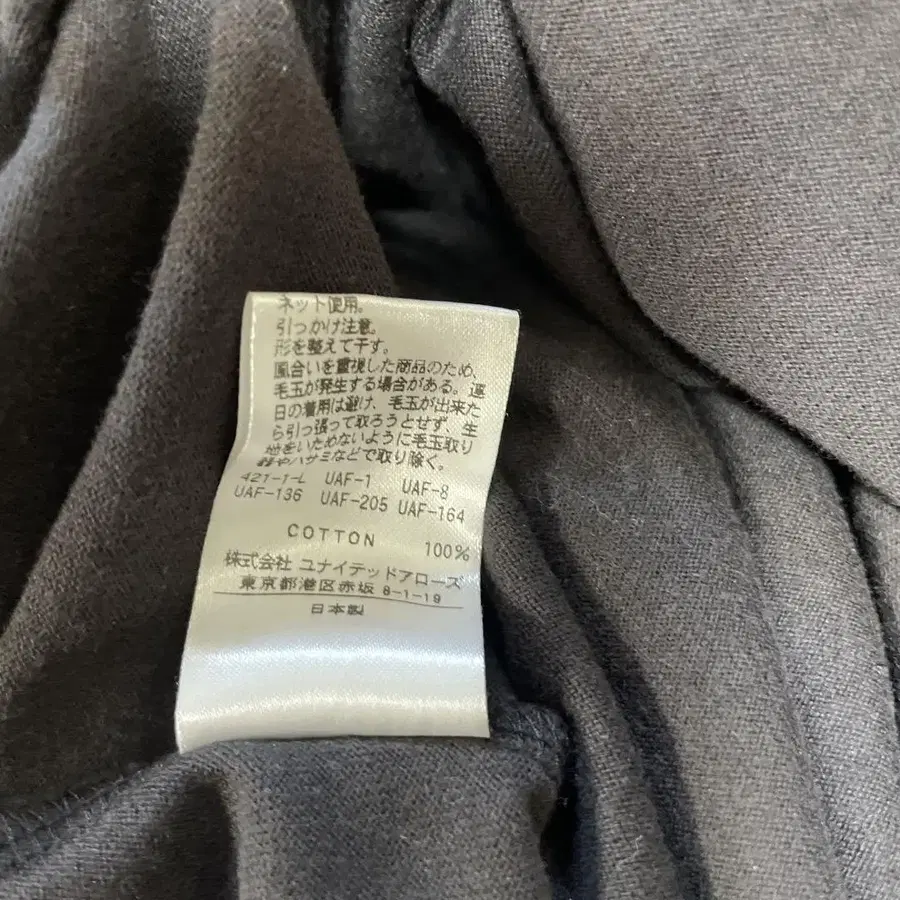 ネット使用。
引っかけ注意。
形を整えて干す。
風合いを重視した商品のため、
毛玉が発生する場合がある。連
日の着用は避け、毛玉が出来た
ら引っ張って取ろうとせず、生
地をいためないように毛玉取り
器やハサミなどで取り除く。
421-1-L UAF-1 UAF-8
UAF-136 UAF-205 UAF-164
COTTON 100%
株式会社 ユナイテッドアローズ
東京都港区赤坂 8-1-19
日本製